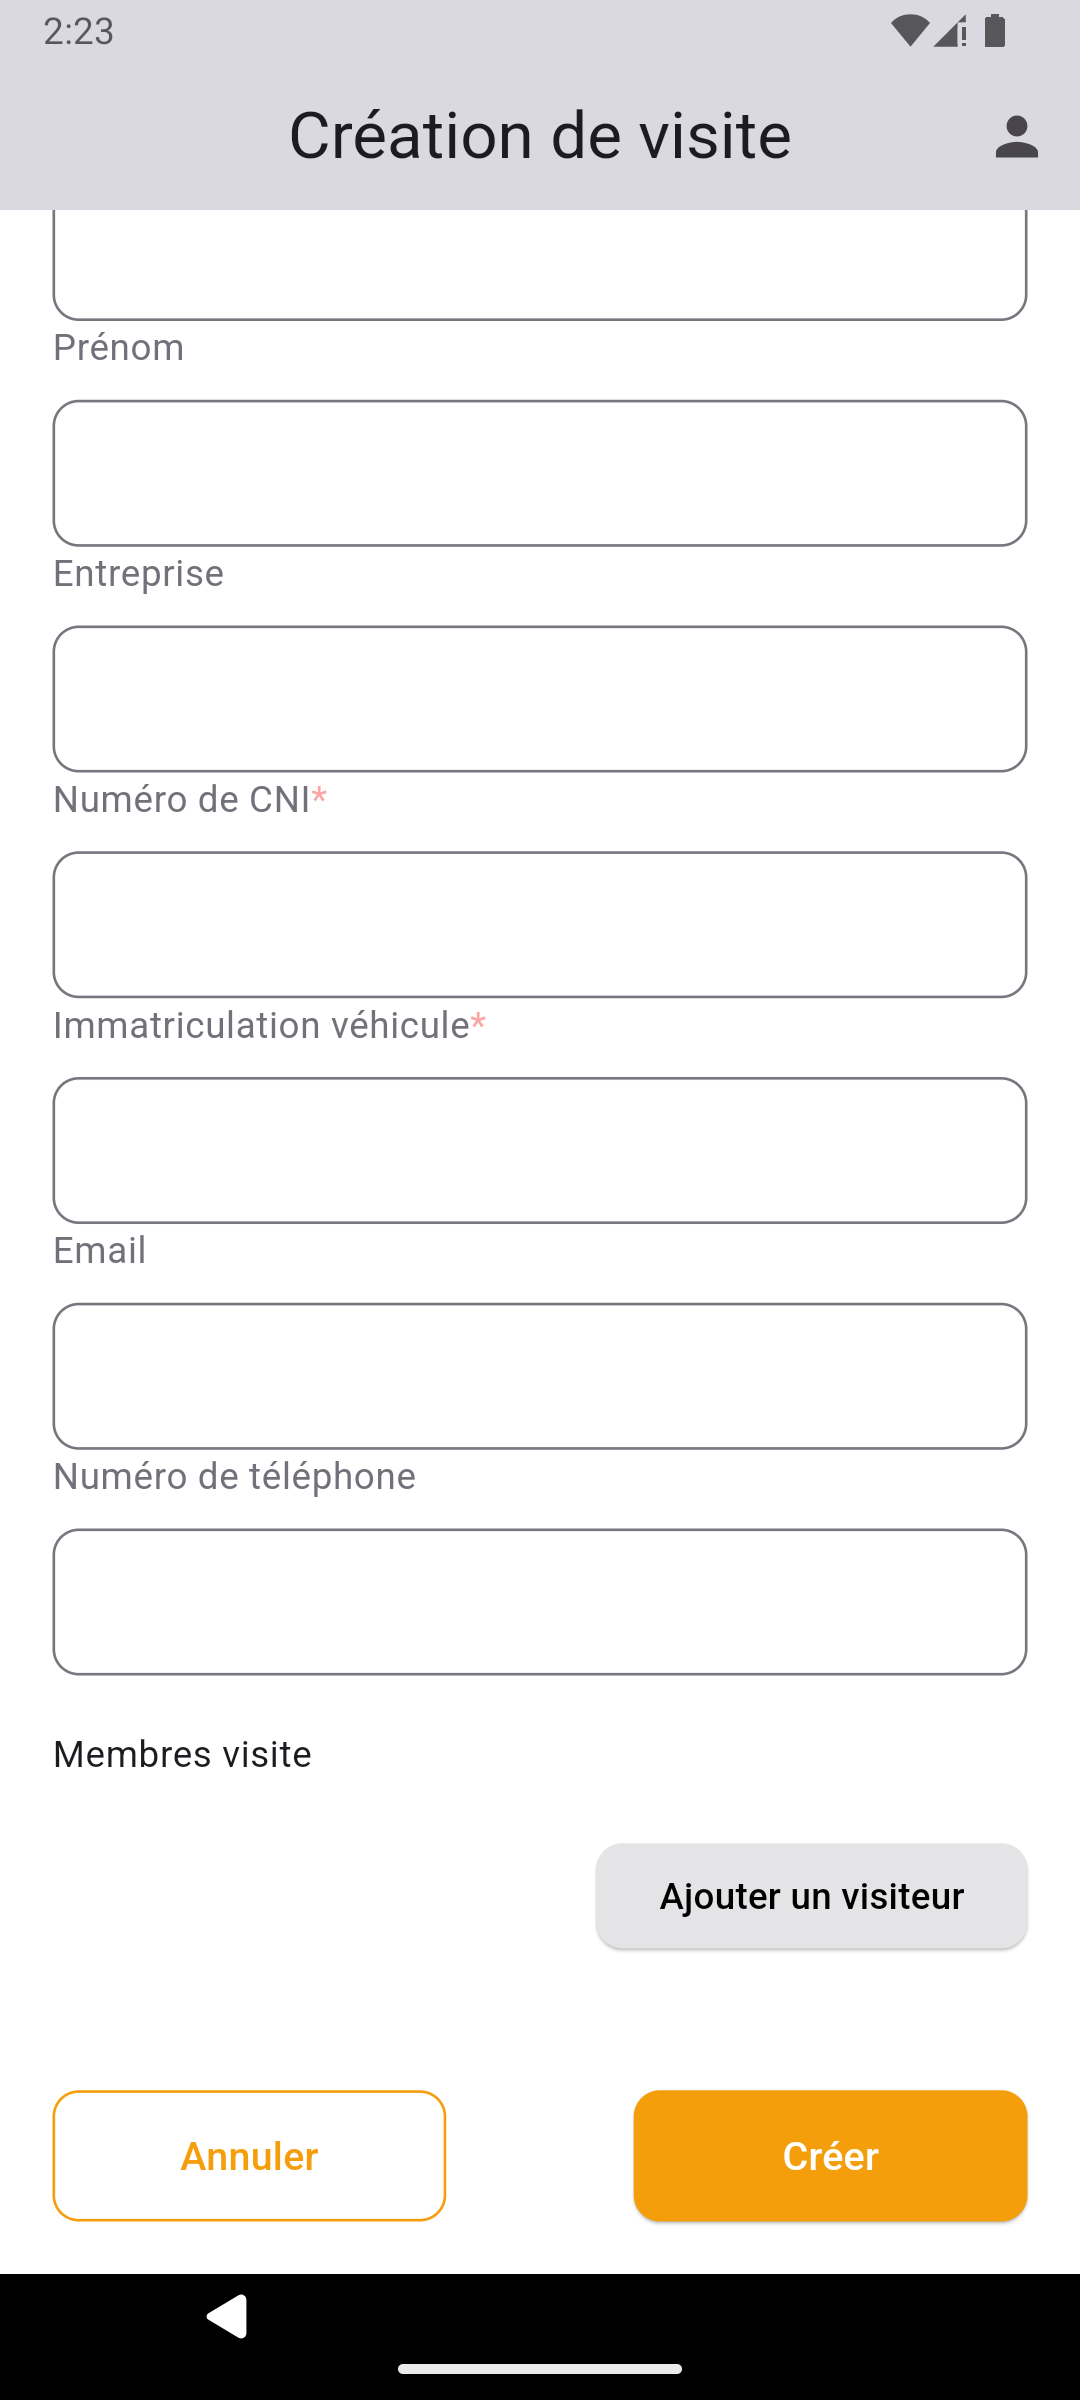 2:23
Création de visite
Prénom
Entreprise
Numéro de CNI*
Immatriculation véhicule*
Email
Numéro de téléphone
Membres visite
Ajouter un visiteur
Annuler
Créer